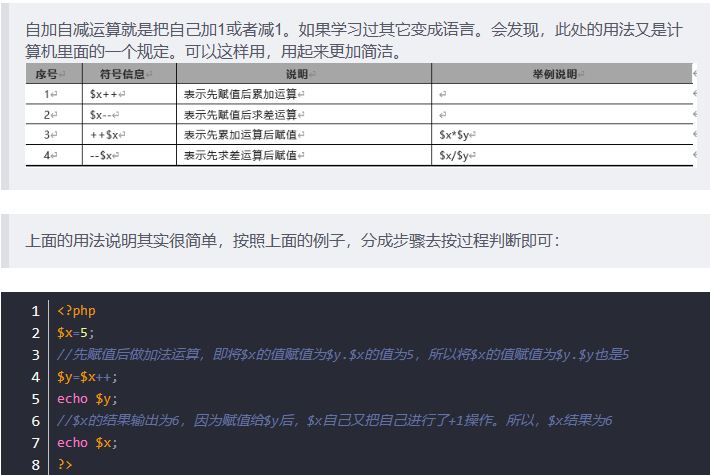 自加自减运算就是把自己加1或者减1。如果学习过其它变成语言。会发现，此处的用法又是计
算机里面的一个规定。可以这样用，用起来更加简洁。
序号 符号信息 说明 举例说明
1 $x++ 表示先赋值后累加运算
2 $x-- 表示先赋值后求差运算
3 ++$x 表示先累加运算后赋值 $x*$y
4 --$x 表示先求差运算后赋值 $x/$y
上面的用法说明其实很简单，按照上面的例子，分成步骤去按过程判断即可：
1 <?php
2 $x=5;
3 //先赋值后做加法运算，即将$x的值赋值为$y.$x的值为5，所以将$x的值赋值为$y.$y也是5
4 $y=$x++;
5 echo $y;
6 //$x的结果输出为6，因为赋值给$y后，$x自己又把自己进行了+1操作。所以，$x结果为6
7 echo $x;
8 ?>